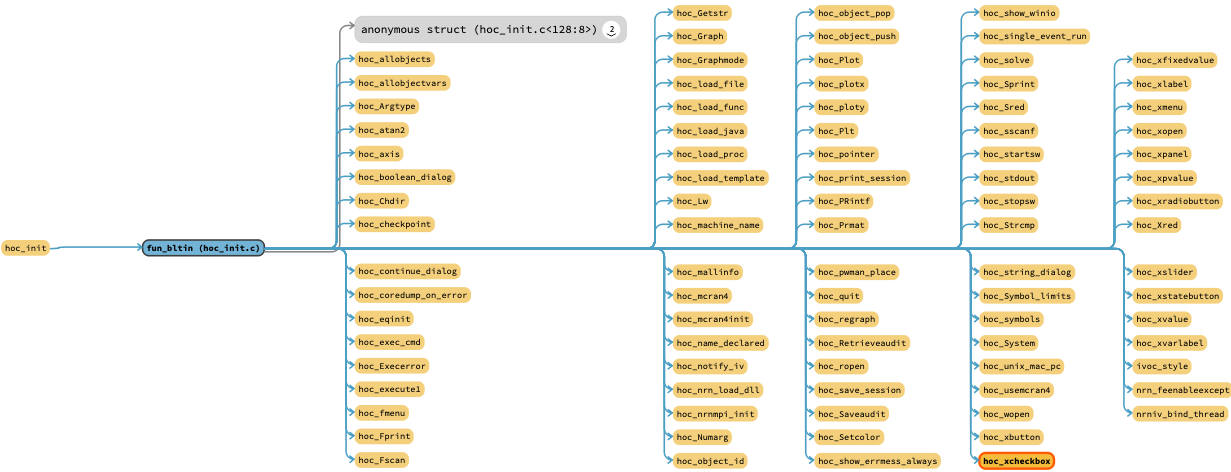 hoc_init
fun_bltin (hoc_init.c)
anonymous struct (hoc_init.c<128:8>) 2
hoc_allobjects
hoc_allobjectvars
hoc_Argtype
hoc_atan2
hoc_axis
hoc_boolean_dialog
hoc_Chdir
hoc_checkpoint
hoc_continue_dialog
hoc_coredump_on_error
hoc_eqinit
hoc_exec_cmd
hoc_Execerror
hoc_execute1
hoc_fmenu
hoc_Fprint
hoc_Fscan
hoc_Getstr
hoc_Graph
hoc_Graphmode
hoc_load_file
hoc_load_func
hoc_load_java
hoc_load_proc
hoc_load_template
hoc_Lw
hoc_machine_name
hoc_mallinfo
hoc_mcran4
hoc_mcran4init
hoc_name_declared
hoc_notify_iv
hoc_nrn_load_dll
hoc_nrnmpi_init
hoc_Numarg
hoc_object_id
hoc_object_pop
hoc_object_push
hoc_Plot
hoc_plotx
hoc_ploty
hoc_Plt
hoc_pointer
hoc_print_session
hoc_PRintf
hoc_Prmat
hoc_pwman_place
hoc_quit
hoc_regraph
hoc_Retrieveaudit
hoc_ropen
hoc_save_session
hoc_Saveaudit
hoc_Setcolor
hoc_show_errmess_always
hoc_show_winio
hoc_single_event_run
hoc_solve
hoc_Sprint
hoc_Sred
hoc_sscanf
hoc_startsw
hoc_stdout
hoc_stopsw
hoc_Strcmp
hoc_string_dialog
hoc_Symbol_limits
hoc_symbols
hoc_System
hoc_unix_mac_pc
hoc_usemcran4
hoc_wopen
hoc_xbutton
hoc_xcheckbox
hoc_xfixedvalue
hoc_xlabel
hoc_xmenu
hoc_xopen
hoc_xpanel
hoc_xpvalue
hoc_xradiobutton
hoc_Xred
hoc_xslider
hoc_xstatebutton
hoc_xvalue
hoc_xvarlabel
ivoc_style
nrn_feenableexcept
nrniv_bind_thread